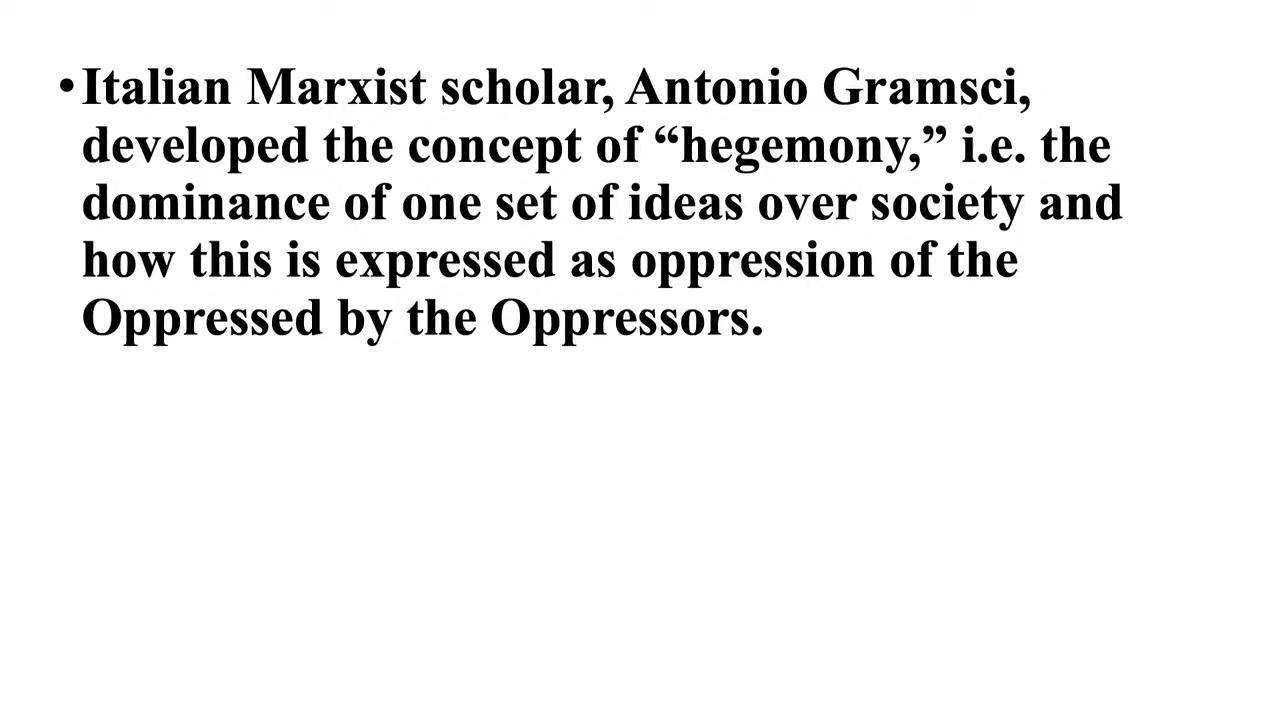 •Italian Marxist scholar, Antonio Gramsci,
developed the concept of “hegemony,” i.e. the
dominance of one set of ideas over society and
how this is expressed as oppression of the
Oppressed by the Oppressors.